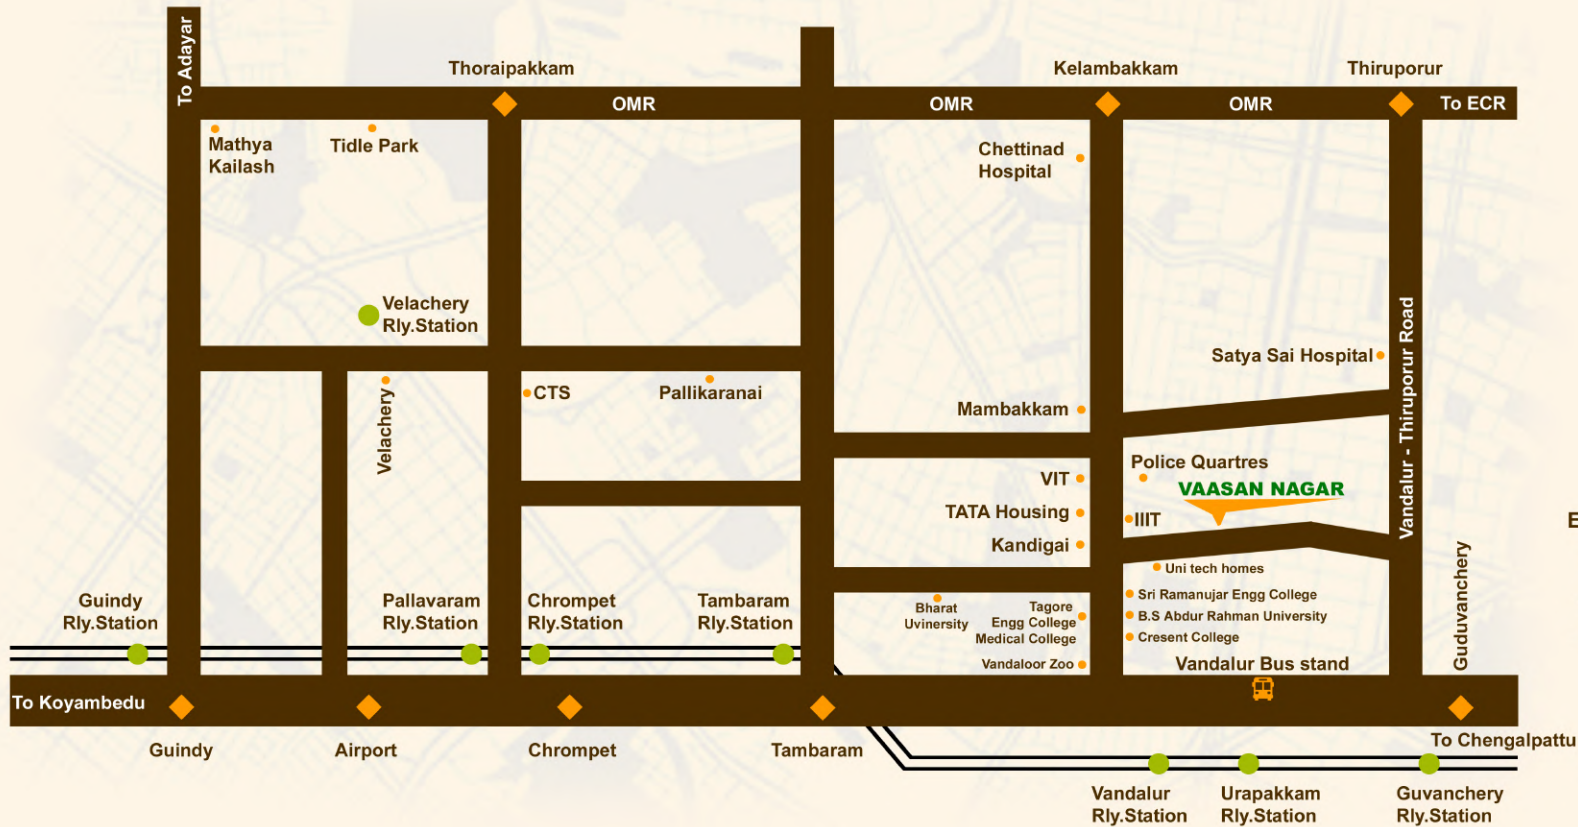 To Adayar
Thoraipakkam
Kelambakkam
Thiruporur
OMR
OMR
OMR
To ECR
Mathya
Kailash
Tidle Park
Chettinad
Hospital
Velachery
Rly.Station
Vandalur - Thiruporur Road
Satya Sai Hospital
Velachery
CTS
Pallikaranai
Mambakkam
Police Quartres
VIT
VAASAN NAGAR
TATA Housing
IIIT
E
Kandigai
Guduvanchery
Uni tech homes
Guindy
Rly.Station
Pallavaram
Rly.Station
Chrompet
Rly.Station
Tambaram
Rly.Station
Bharat
Uvinersity
Tagore
Engg College
Medical College
Sri Ramanujar Engg College
B.S Abdur Rahman University
Cresent College
Vandaloor Zoo
Vandalur Bus stand
To Koyambedu
Guindy
Airport
Chrompet
Tambaram
To Chengalpattu
Vandalur
Rly.Station
Urapakkam
Rly.Station
Guvanchery
Rly.Station